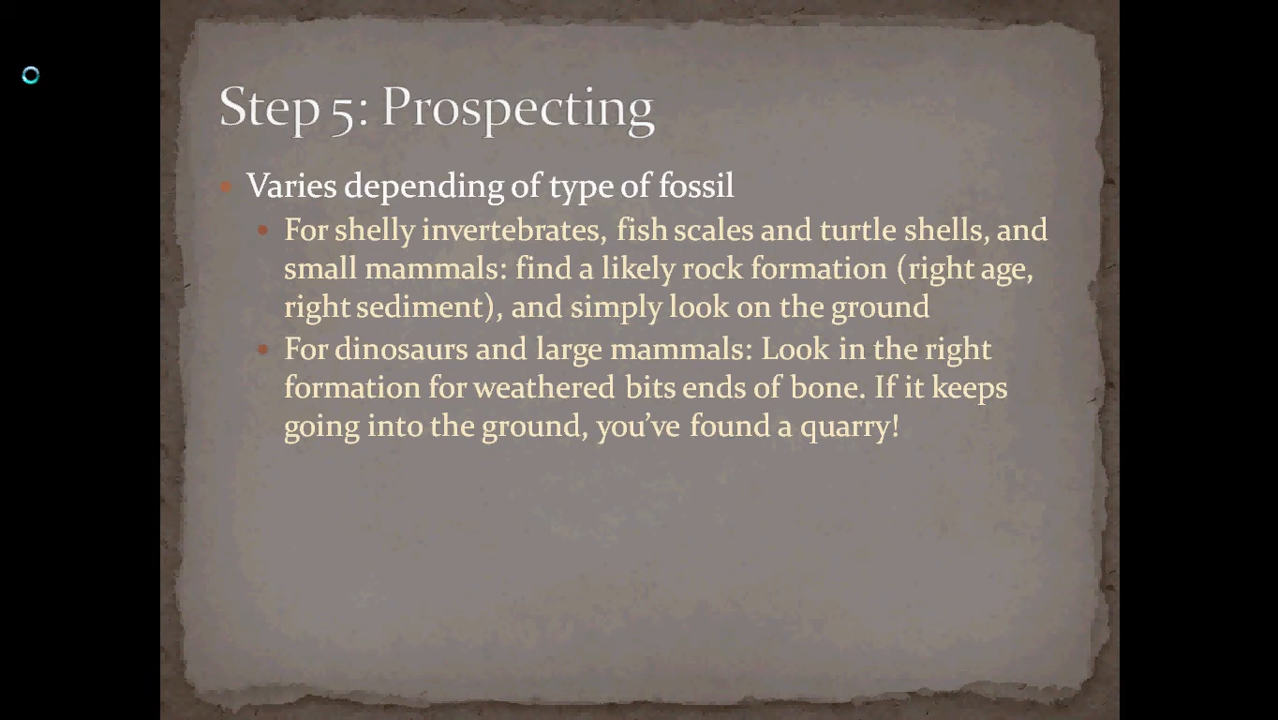 Step 5: Prospecting
• Varies depending of type of fossil
• For shelly invertebrates, fish scales and turtle shells, and
small mammals: find a likely rock formation (right age,
right sediment), and simply look on the ground
• For dinosaurs and large mammals: Look in the right
formation for weathered bits ends of bone. If it keeps
going into the ground, you’ve found a quarry!